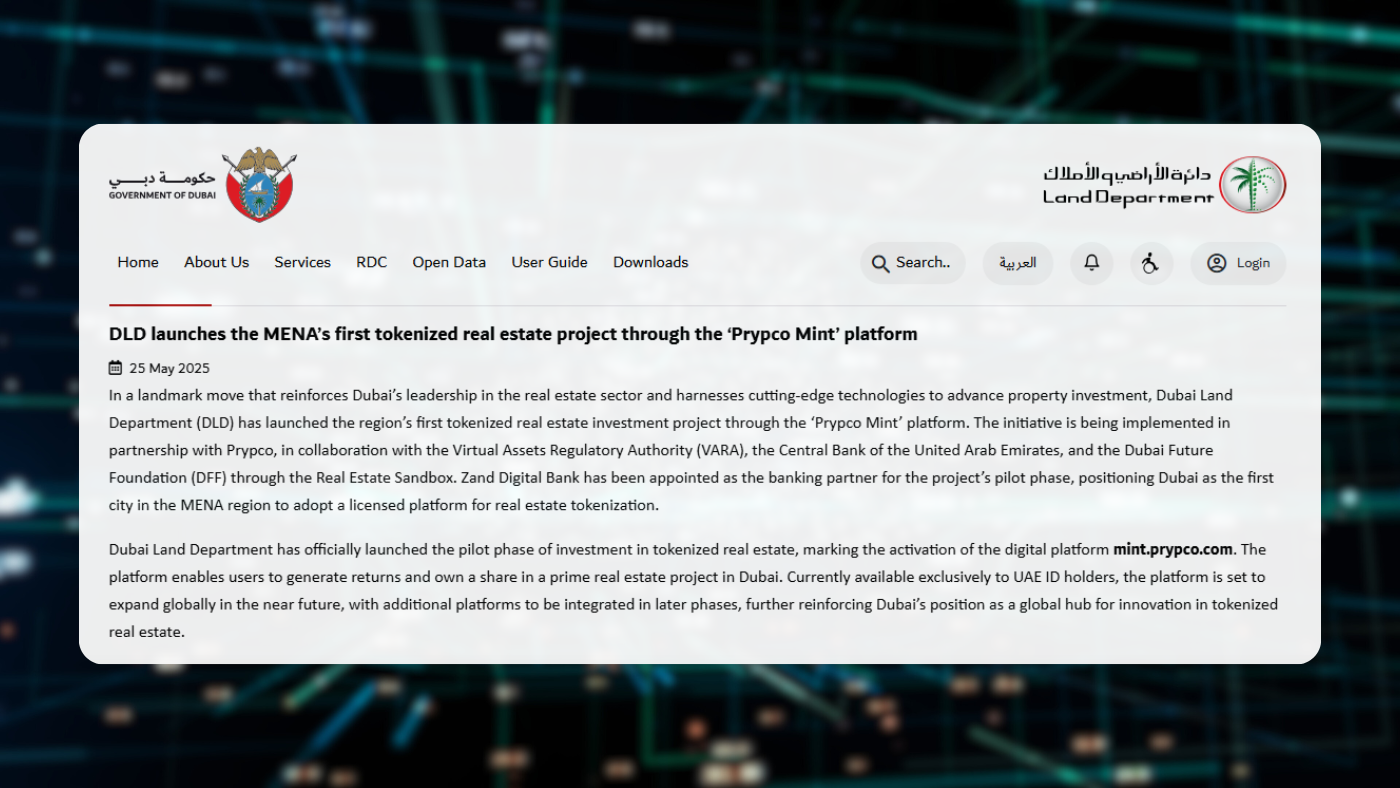 حكومـــة دبـــي
GOVERNMENT OF DUBAI
دائرة الأراضي و الأملاك
Land Department
Home About Us Services RDC Open Data User Guide Downloads Search.. العربية Login
DLD launches the MENA’s first tokenized real estate project through the ‘Prypco Mint’ platform
25 May 2025
In a landmark move that reinforces Dubai’s leadership in the real estate sector and harnesses cutting-edge technologies to advance property investment, Dubai Land
Department (DLD) has launched the region’s first tokenized real estate investment project through the ‘Prypco Mint’ platform. The initiative is being implemented in
partnership with Prypco, in collaboration with the Virtual Assets Regulatory Authority (VARA), the Central Bank of the United Arab Emirates, and the Dubai Future
Foundation (DFF) through the Real Estate Sandbox. Zand Digital Bank has been appointed as the banking partner for the project’s pilot phase, positioning Dubai as the first
city in the MENA region to adopt a licensed platform for real estate tokenization.
Dubai Land Department has officially launched the pilot phase of investment in tokenized real estate, marking the activation of the digital platform mint.prypco.com. The
platform enables users to generate returns and own a share in a prime real estate project in Dubai. Currently available exclusively to UAE ID holders, the platform is set to
expand globally in the near future, with additional platforms to be integrated in later phases, further reinforcing Dubai’s position as a global hub for innovation in tokenized
real estate.